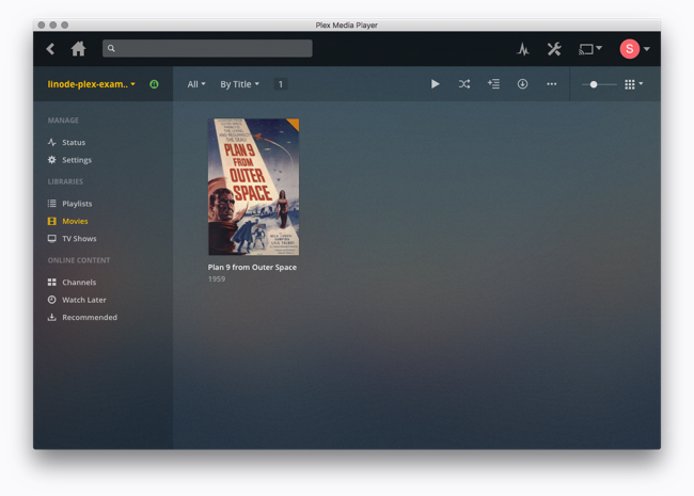 Plex Media Player
S
linode-plex-exam..
All
By Title
1
MANAGE
Status
Settings
LIBRARIES
Playlists
Movies
TV Shows
ONLINE CONTENT
Channels
Watch Later
Recommended
PLAN 9
FROM
OUTER
SPACE
Plan 9 from Outer Space
1959